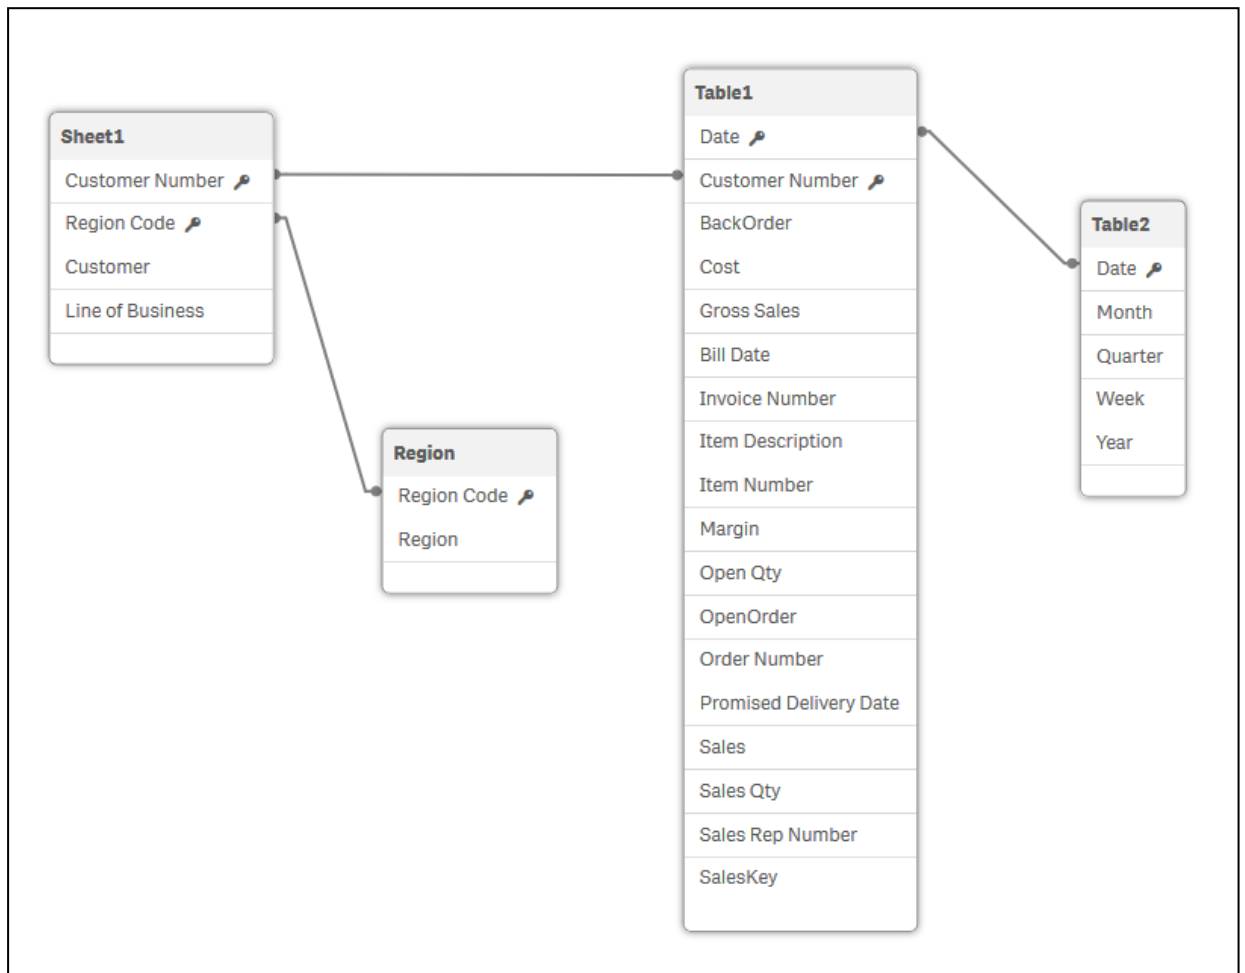 Sheet1
Customer Number
Region Code
Customer
Line of Business
Region
Region Code
Region
Table1
Date
Customer Number
BackOrder
Cost
Gross Sales
Bill Date
Invoice Number
Item Description
Item Number
Margin
Open Qty
OpenOrder
Order Number
Promised Delivery Date
Sales
Sales Qty
Sales Rep Number
SalesKey
Table2
Date
Month
Quarter
Week
Year